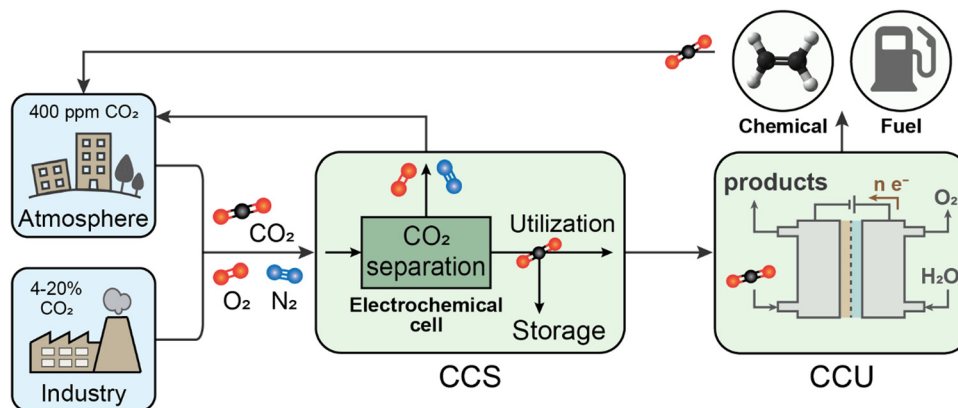 400 ppm CO₂
Atmosphere
4-20%
CO₂
Industry
CO₂
O₂ N₂
CO₂
separation
Electrochemical
cell
Utilization
Storage
CCS
Chemical
Fuel
products
n e⁻
O₂
H₂O
CCU